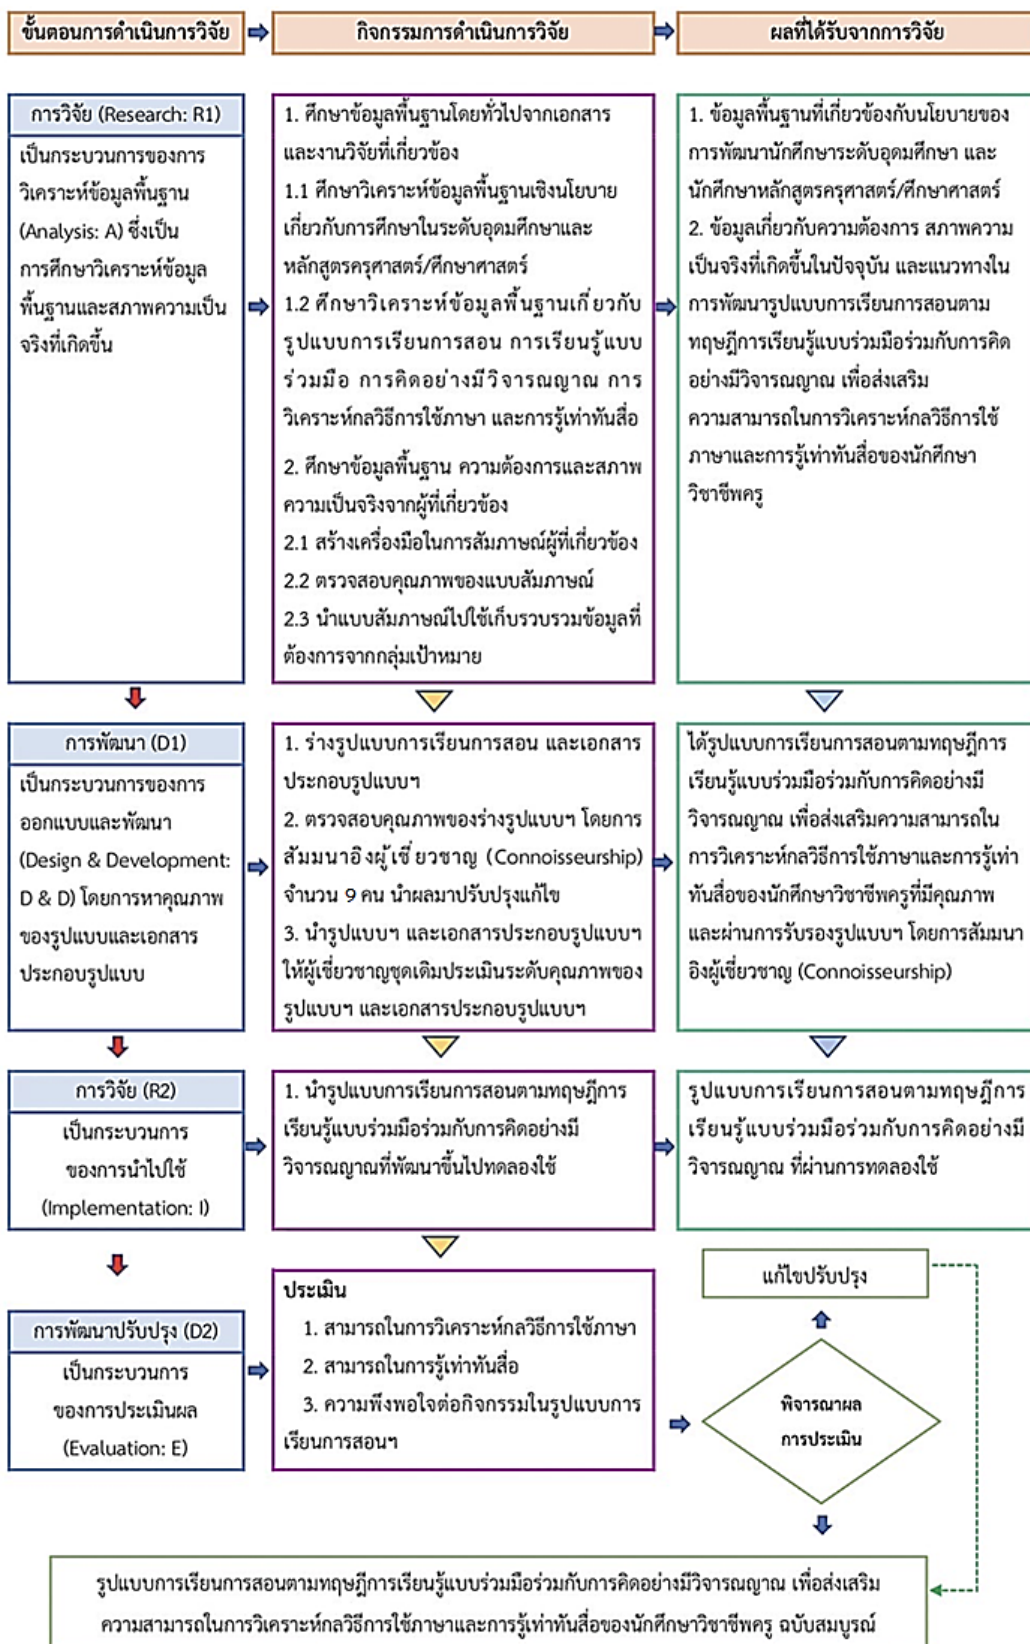 ขั้นตอนการดำเนินการวิจัย
กิจกรรมการดำเนินการวิจัย
ผลที่ได้รับจากการวิจัย
การวิจัย (Research: R1)
เป็นกระบวนการของการ
วิเคราะห์ข้อมูลพื้นฐาน
(Analysis: A) ซึ่งเป็น
การศึกษาวิเคราะห์ข้อมูล
พื้นฐานและสภาพความเป็น
จริงที่เกิดขึ้น
1. ศึกษาข้อมูลพื้นฐานโดยทั่วไปจากเอกสาร
และงานวิจัยที่เกี่ยวข้อง
1.1 ศึกษาวิเคราะห์ข้อมูลพื้นฐานเชิงนโยบาย
เกี่ยวกับการศึกษาในระดับอุดมศึกษาและ
หลักสูตรครุศาสตร์/ศึกษาศาสตร์
1.2 ศึกษาวิเคราะห์ข้อมูลพื้นฐานเกี่ยวกับ
รูปแบบการเรียนการสอน การเรียนรู้แบบ
ร่วมมือ การคิดอย่างมีวิจารณญาณ การ
วิเคราะห์กลวิธีการใช้ภาษา และการรู้เท่าทันสื่อ
2. ศึกษาข้อมูลพื้นฐาน ความต้องการและสภาพ
ความเป็นจริงจากผู้ที่เกี่ยวข้อง
2.1 สร้างเครื่องมือในการสัมภาษณ์ผู้ที่เกี่ยวข้อง
2.2 ตรวจสอบคุณภาพของแบบสัมภาษณ์
2.3 นำแบบสัมภาษณ์ไปใช้เก็บรวบรวมข้อมูลที่
ต้องการจากกลุ่มเป้าหมาย
1. ข้อมูลพื้นฐานที่เกี่ยวข้องกับนโยบายของ
การพัฒนานักศึกษาระดับอุดมศึกษา และ
นักศึกษาหลักสูตรครุศาสตร์/ศึกษาศาสตร์
2. ข้อมูลเกี่ยวกับความต้องการ สภาพความ
เป็นจริงที่เกิดขึ้นในปัจจุบัน และแนวทางใน
การพัฒนารูปแบบการเรียนการสอนตาม
ทฤษฎีการเรียนรู้แบบร่วมมือร่วมกับการคิด
อย่างมีวิจารณญาณ เพื่อส่งเสริม
ความสามารถในการวิเคราะห์กลวิธีการใช้
ภาษาและการรู้เท่าทันสื่อของนักศึกษา
วิชาชีพครู
การพัฒนา (D1)
เป็นกระบวนการของการ
ออกแบบและพัฒนา
(Design & Development:
D & D) โดยการหาคุณภาพ
ของรูปแบบและเอกสาร
ประกอบรูปแบบ
1. ร่างรูปแบบการเรียนการสอน และเอกสาร
ประกอบรูปแบบฯ
2. ตรวจสอบคุณภาพของร่างรูปแบบฯ โดยการ
สัมมนาอิงผู้เชี่ยวชาญ (Connoisseurship)
จำนวน 9 คน นำผลมาปรับปรุงแก้ไข
3. นำรูปแบบฯ และเอกสารประกอบรูปแบบฯ
ให้ผู้เชี่ยวชาญชุดเดิมประเมินระดับคุณภาพของ
รูปแบบฯ และเอกสารประกอบรูปแบบฯ
ได้รูปแบบการเรียนการสอนตามทฤษฎีการ
เรียนรู้แบบร่วมมือร่วมกับการคิดอย่างมี
วิจารณญาณ เพื่อส่งเสริมความสามารถใน
การวิเคราะห์กลวิธีการใช้ภาษาและการรู้เท่า
ทันสื่อของนักศึกษาวิชาชีพครูที่มีคุณภาพ
และผ่านการรับรองรูปแบบฯ โดยการสัมมนา
อิงผู้เชี่ยวชาญ (Connoisseurship)
การวิจัย (R2)
เป็นกระบวนการ
ของการนำไปใช้
(Implementation: I)
1. นำรูปแบบการเรียนการสอนตามทฤษฎีการ
เรียนรู้แบบร่วมมือร่วมกับการคิดอย่างมี
วิจารณญาณที่พัฒนาขึ้นไปทดลองใช้
รูปแบบการเรียนการสอนตามทฤษฎีการ
เรียนรู้แบบร่วมมือร่วมกับการคิดอย่างมี
วิจารณญาณ ที่ผ่านการทดลองใช้
การพัฒนาปรับปรุง (D2)
เป็นกระบวนการ
ของการประเมินผล
(Evaluation: E)
ประเมิน
1. สามารถในการวิเคราะห์กลวิธีการใช้ภาษา
2. สามารถในการรู้เท่าทันสื่อ
3. ความพึงพอใจต่อกิจกรรมในรูปแบบการ
เรียนการสอนฯ
แก้ไขปรับปรุง
พิจารณาผล
การประเมิน
รูปแบบการเรียนการสอนตามทฤษฎีการเรียนรู้แบบร่วมมือร่วมกับการคิดอย่างมีวิจารณญาณ เพื่อส่งเสริม
ความสามารถในการวิเคราะห์กลวิธีการใช้ภาษาและการรู้เท่าทันสื่อของนักศึกษาวิชาชีพครู ฉบับสมบูรณ์